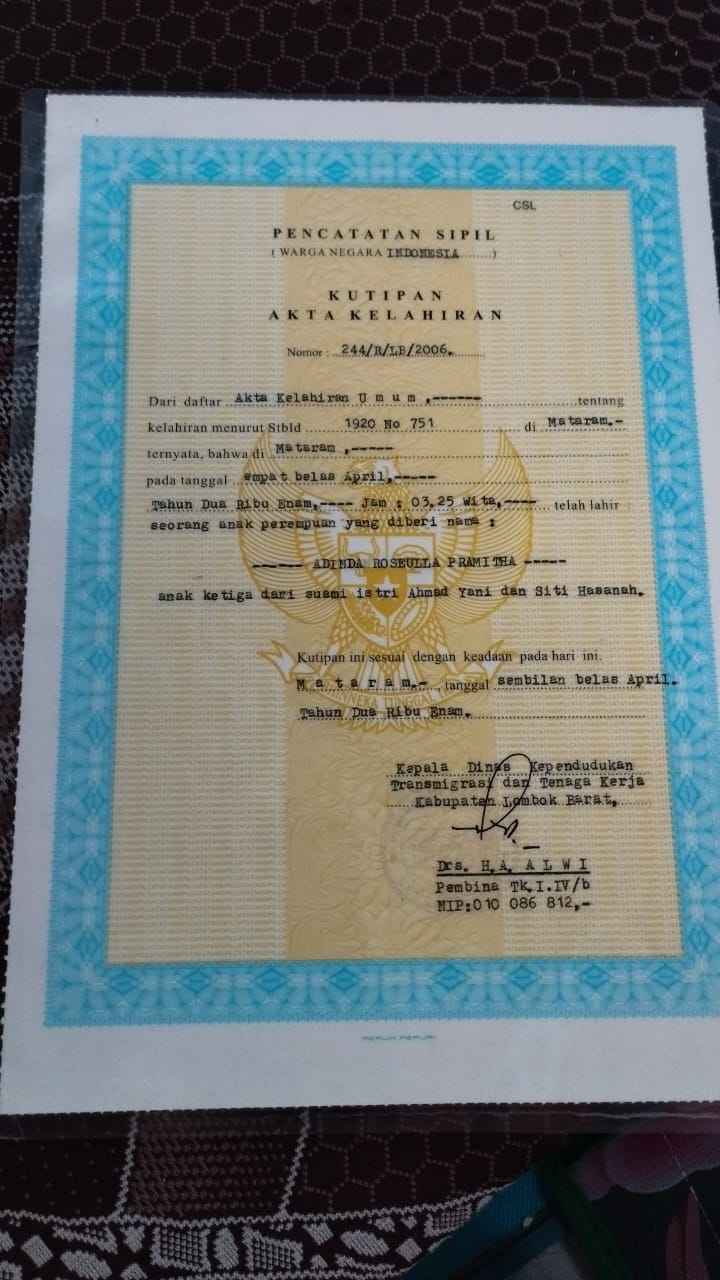 CSL
PENCATATAN SIPIL
( WARGA NEGARA INDONESIA ........)
KUTIPAN
AKTA KELAHIRAN
Nomor : 244/R/LB/2006.
Dari daftar Akta Kelahiran U m u m ,------ tentang
kelahiran menurut Stbld 1920 No 751 di Mataram.-
ternyata, bahwa di Mataram ,-----
pada tanggal empat belas April,-----
Tahun Dua Ribu Enam,---- Jam : 03.25 Wita,---- telah lahir
seorang anak perempuan yang diberi nama :
------ ADINDA ROSEULLA PRAMITHA -----
anak ketiga dari suami istri Ahmad Yani dan Siti Hasanah.
Kutipan ini sesuai dengan keadaan pada hari ini.
M a t a r a m.- , tanggal sembilan belas April.
Tahun Dua Ribu Enam.
Kepala Dinas Kependudukan
Transmigrasi dan Tenaga Kerja
Kabupaten Lombok Barat,
Drs. H.A. A L W I
Pembina Tk.I.IV/b
NIP:010 086 812,-
PERUM PERURI